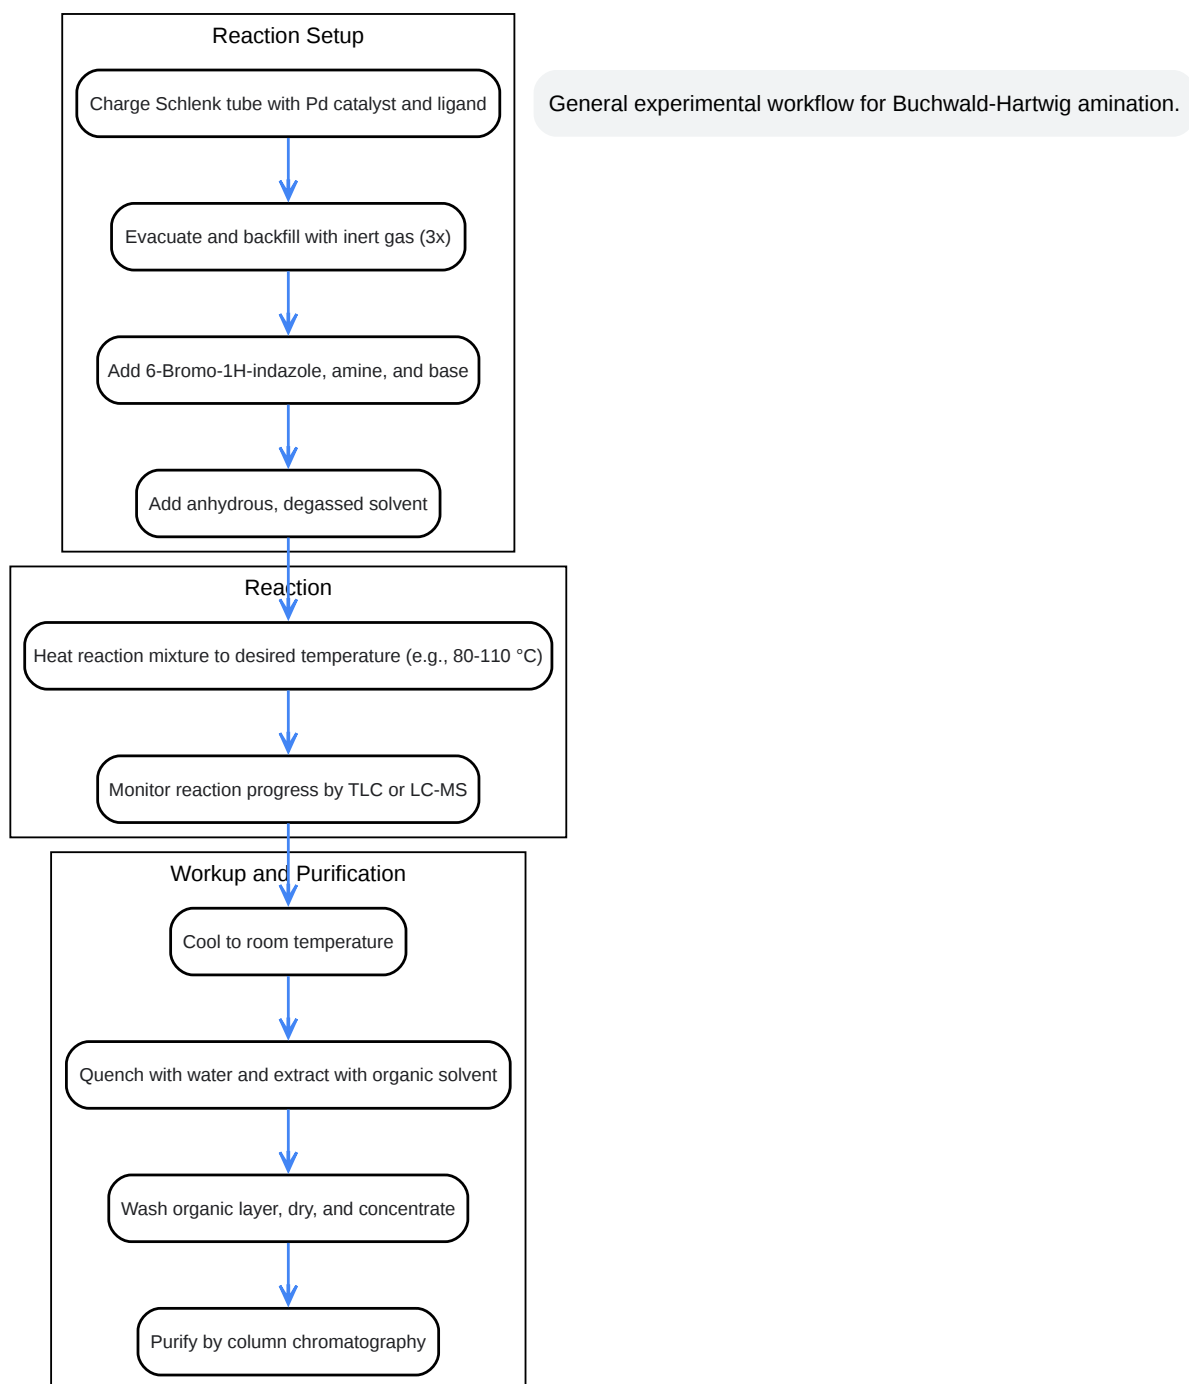 Reaction Setup
Charge Schlenk tube with Pd catalyst and ligand
General experimental workflow for Buchwald-Hartwig amination.
Evacuate and backfill with inert gas (3x)
Add 6-Bromo-1H-indazole, amine, and base
Add anhydrous, degassed solvent
Reaction
Heat reaction mixture to desired temperature (e.g., 80-110 °C)
Monitor reaction progress by TLC or LC-MS
Workup and Purification
Cool to room temperature
Quench with water and extract with organic solvent
Wash organic layer, dry, and concentrate
Purify by column chromatography